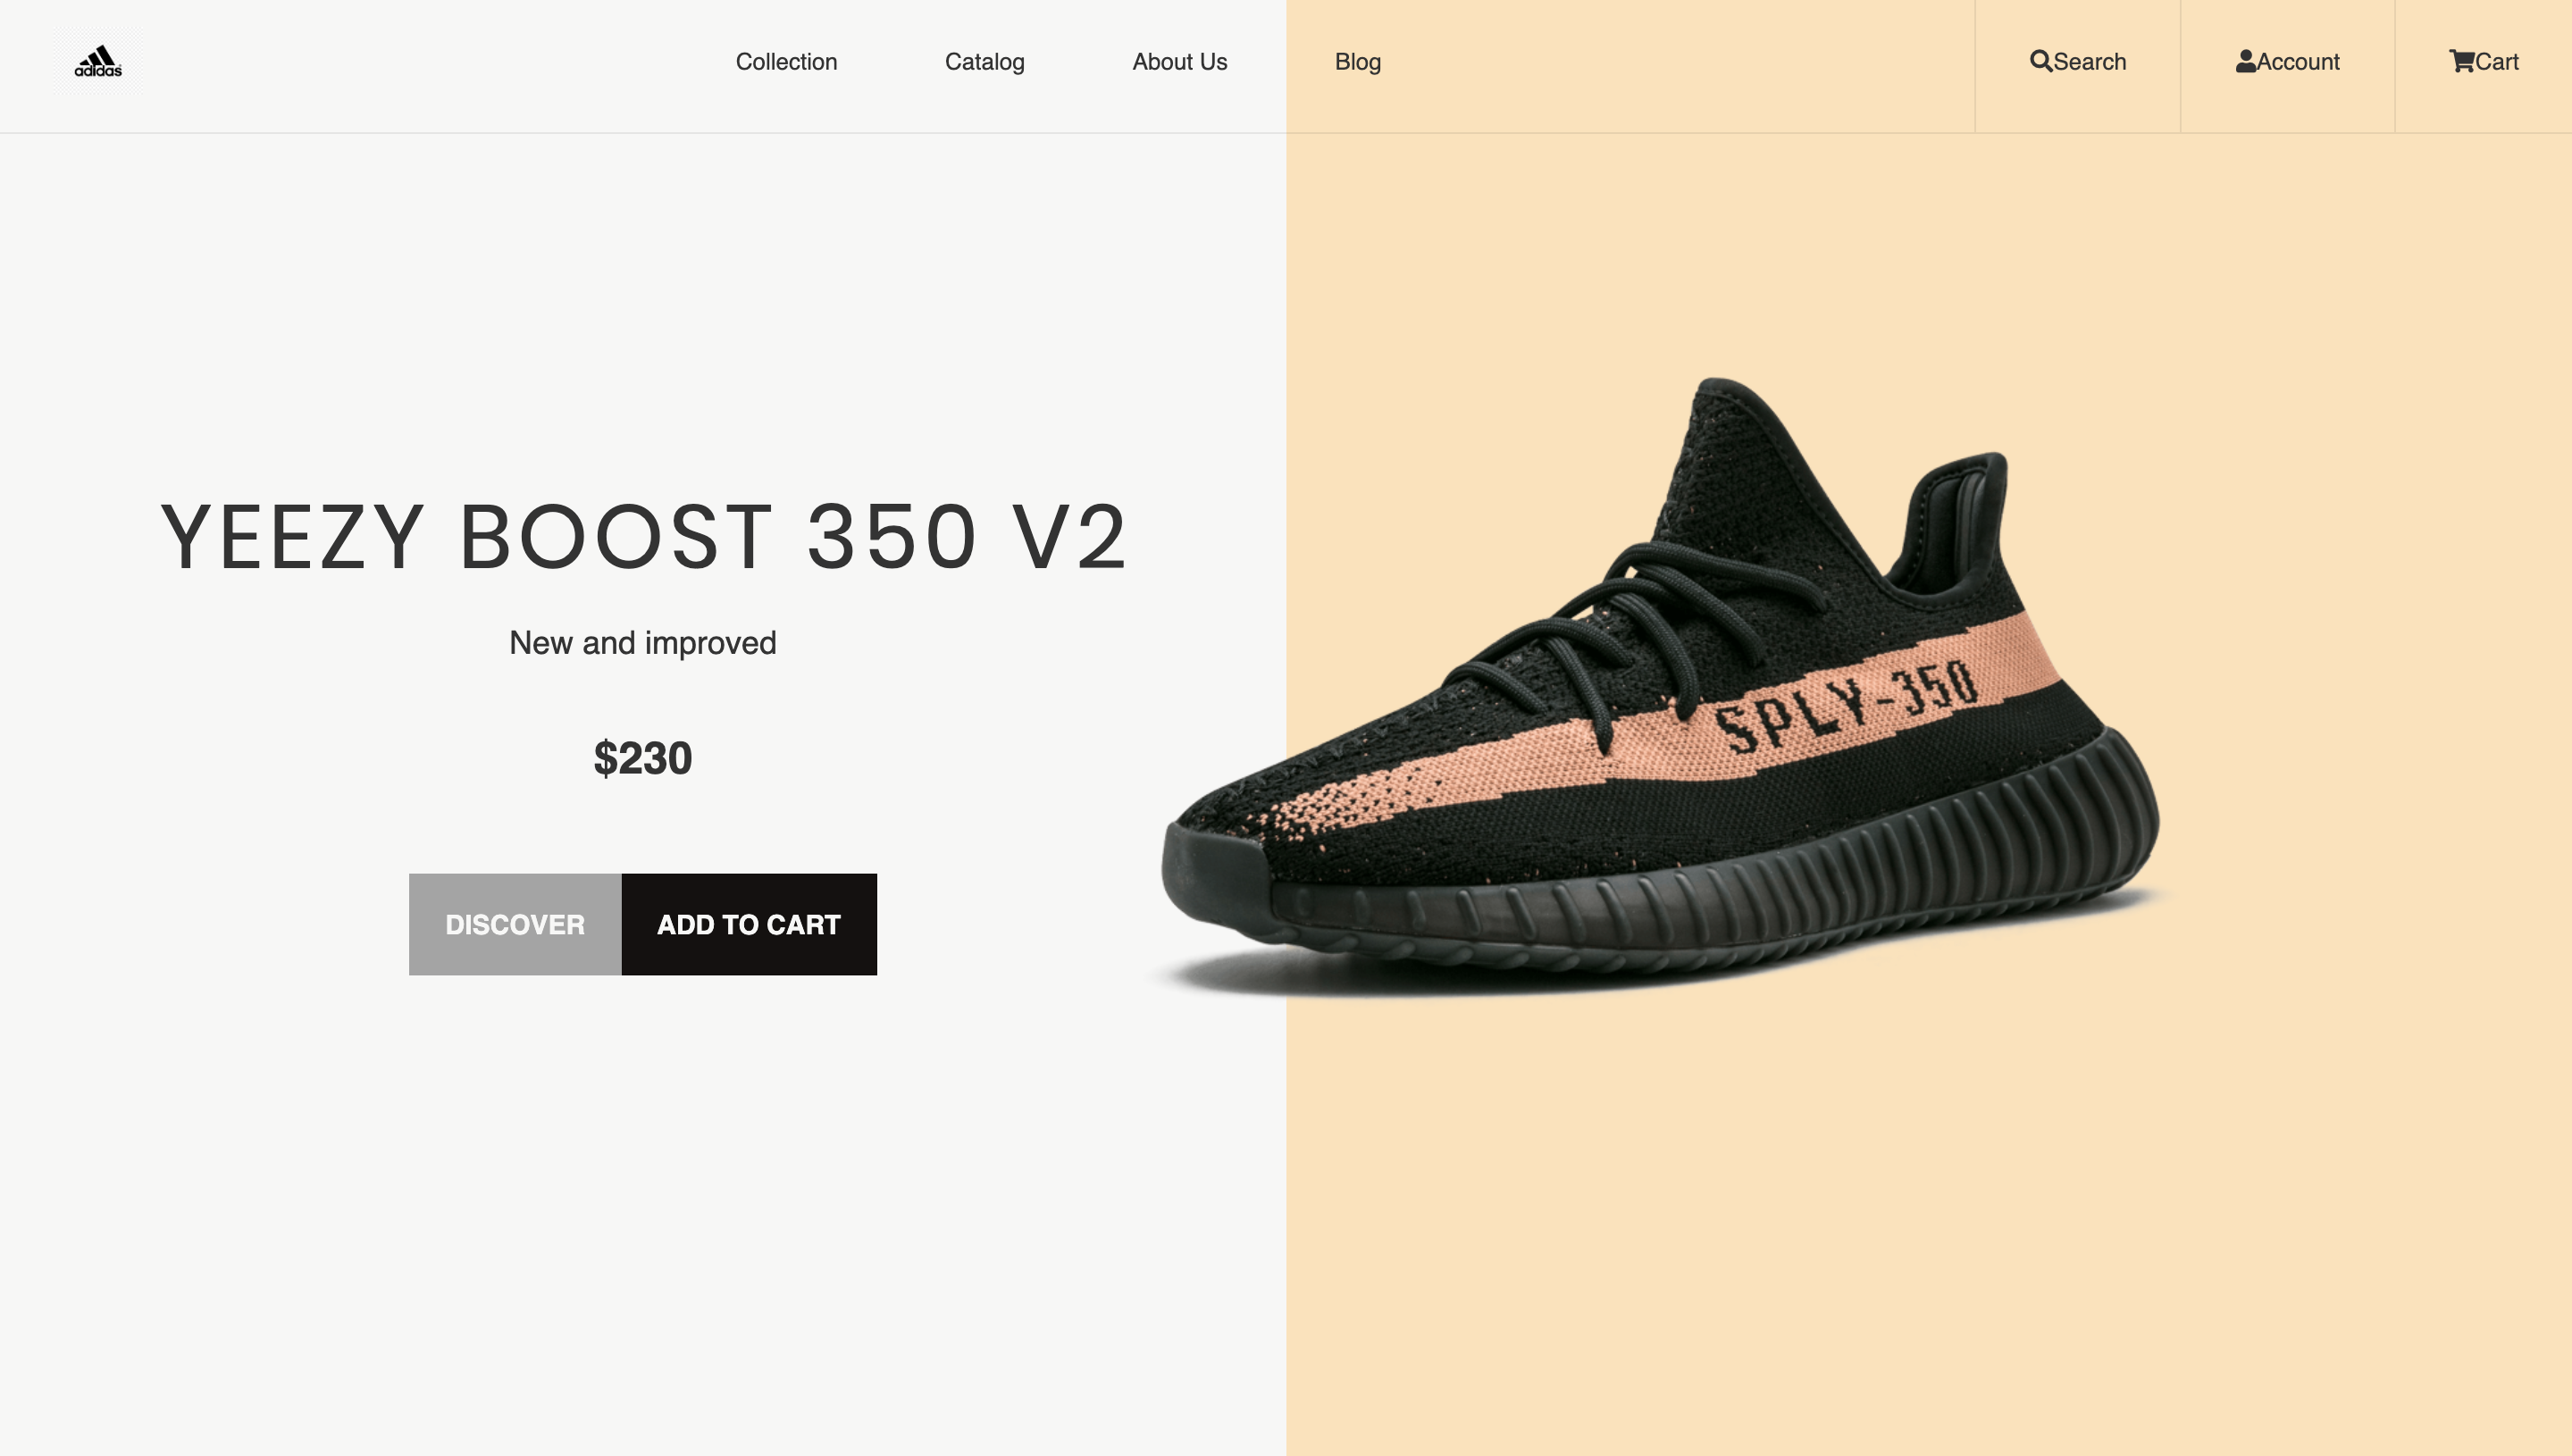 adidas
Collection Catalog About Us Blog Search Account Cart
YEEZY BOOST 350 V2
New and improved
$230
DISCOVER ADD TO CART
SPLY-350